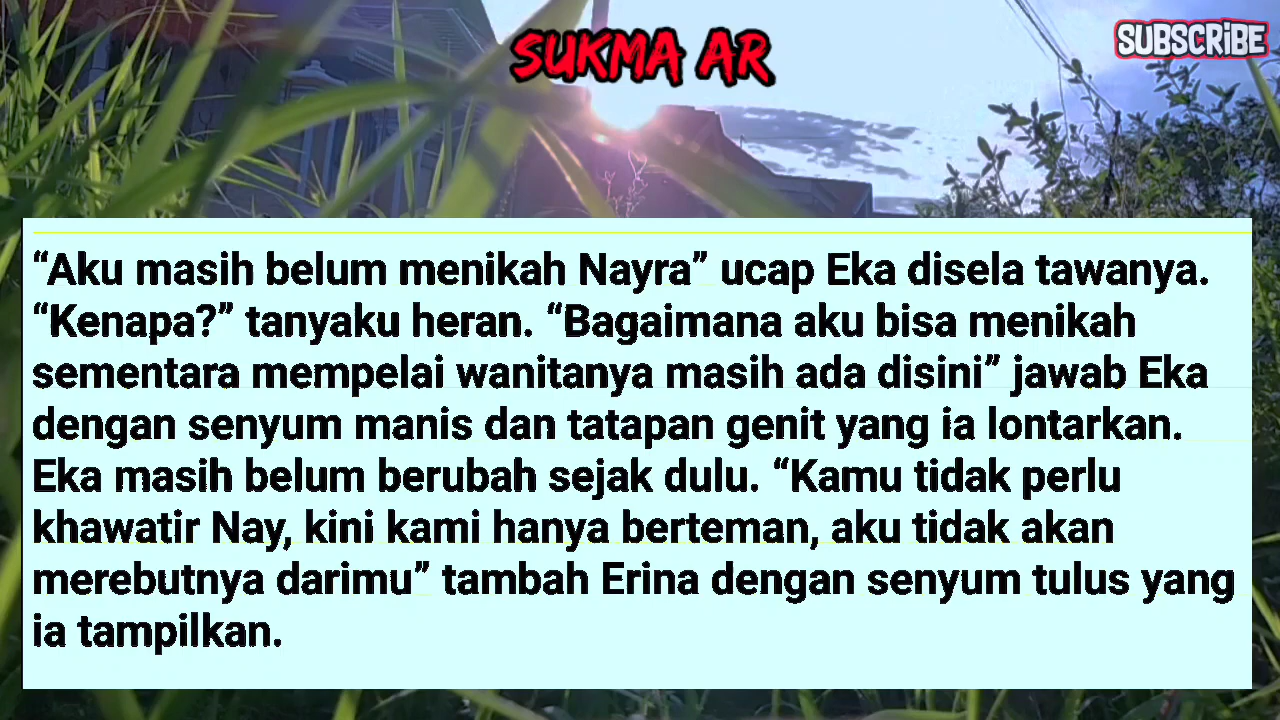 SUKMA AR
SUBSCRIBE
“Aku masih belum menikah Nayra” ucap Eka disela tawanya.
“Kenapa?” tanyaku heran. “Bagaimana aku bisa menikah
sementara mempelai wanitanya masih ada disini” jawab Eka
dengan senyum manis dan tatapan genit yang ia lontarkan.
Eka masih belum berubah sejak dulu. “Kamu tidak perlu
khawatir Nay, kini kami hanya berteman, aku tidak akan
merebutnya darimu” tambah Erina dengan senyum tulus yang
ia tampilkan.